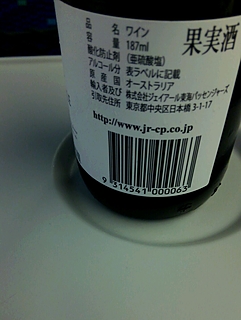 品名 ワイン
果実酒
容量 187ml
酸化防止剤 (亜硫酸塩)
アルコール分 表ラベルに記載
原産国 オーストラリア
輸入者及び 株式会社ジェイアール東海パッセンジャーズ
引取先住所 東京都中央区日本橋3-1-17
http://www.jr-cp.co.jp
9 314541 000063